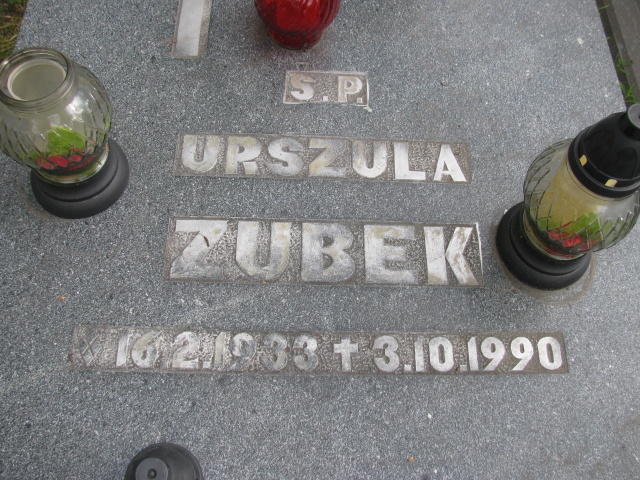 Ś.P.
URSZULA
ZUBEK
* 16.2.1933 ✝ 3.10.1990